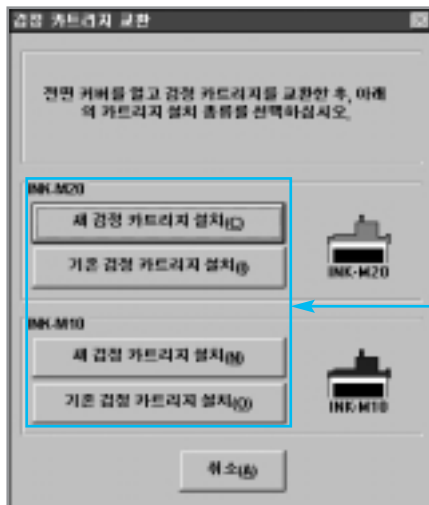 검정 카트리지 교환
전면 커버를 열고 검정 카트리지를 교환한 후, 아래
의 카트리지 설치 종류를 선택하십시오.
INK-M20
새 검정 카트리지 설치(C)
기존 검정 카트리지 설치(I)
INK-M20
INK-M10
새 검정 카트리지 설치(N)
기존 검정 카트리지 설치(O)
INK-M10
취소(A)